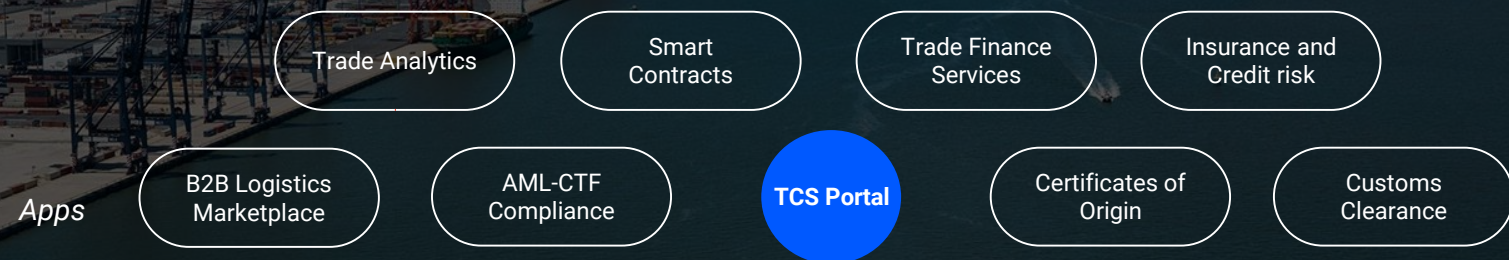 Trade Analytics
Smart
Contracts
Trade Finance
Services
Insurance and
Credit risk
Apps
B2B Logistics
Marketplace
AML-CTF
Compliance
TCS Portal
Certificates of
Origin
Customs
Clearance